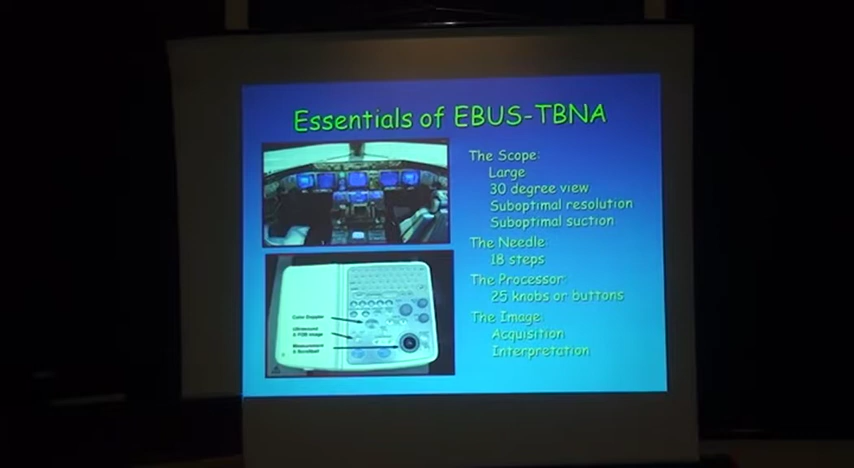 Essentials of EBUS-TBNA
The Scope:
Large
30 degree view
Suboptimal resolution
Suboptimal suction
The Needle:
18 steps
The Processor:
25 knobs or buttons
The Image:
Acquisition
Interpretation
Color Doppler
Ultrasound
Measurement
& Scrollball